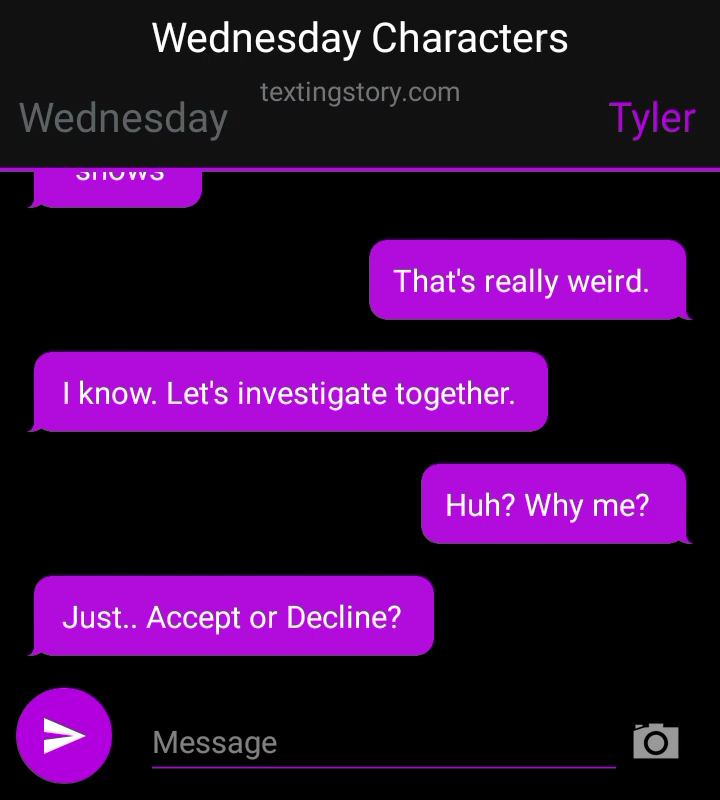 Wednesday Characters
textingstory.com
Wednesday
Tyler
shows
That's really weird.
I know. Let's investigate together.
Huh? Why me?
Just.. Accept or Decline?
Message